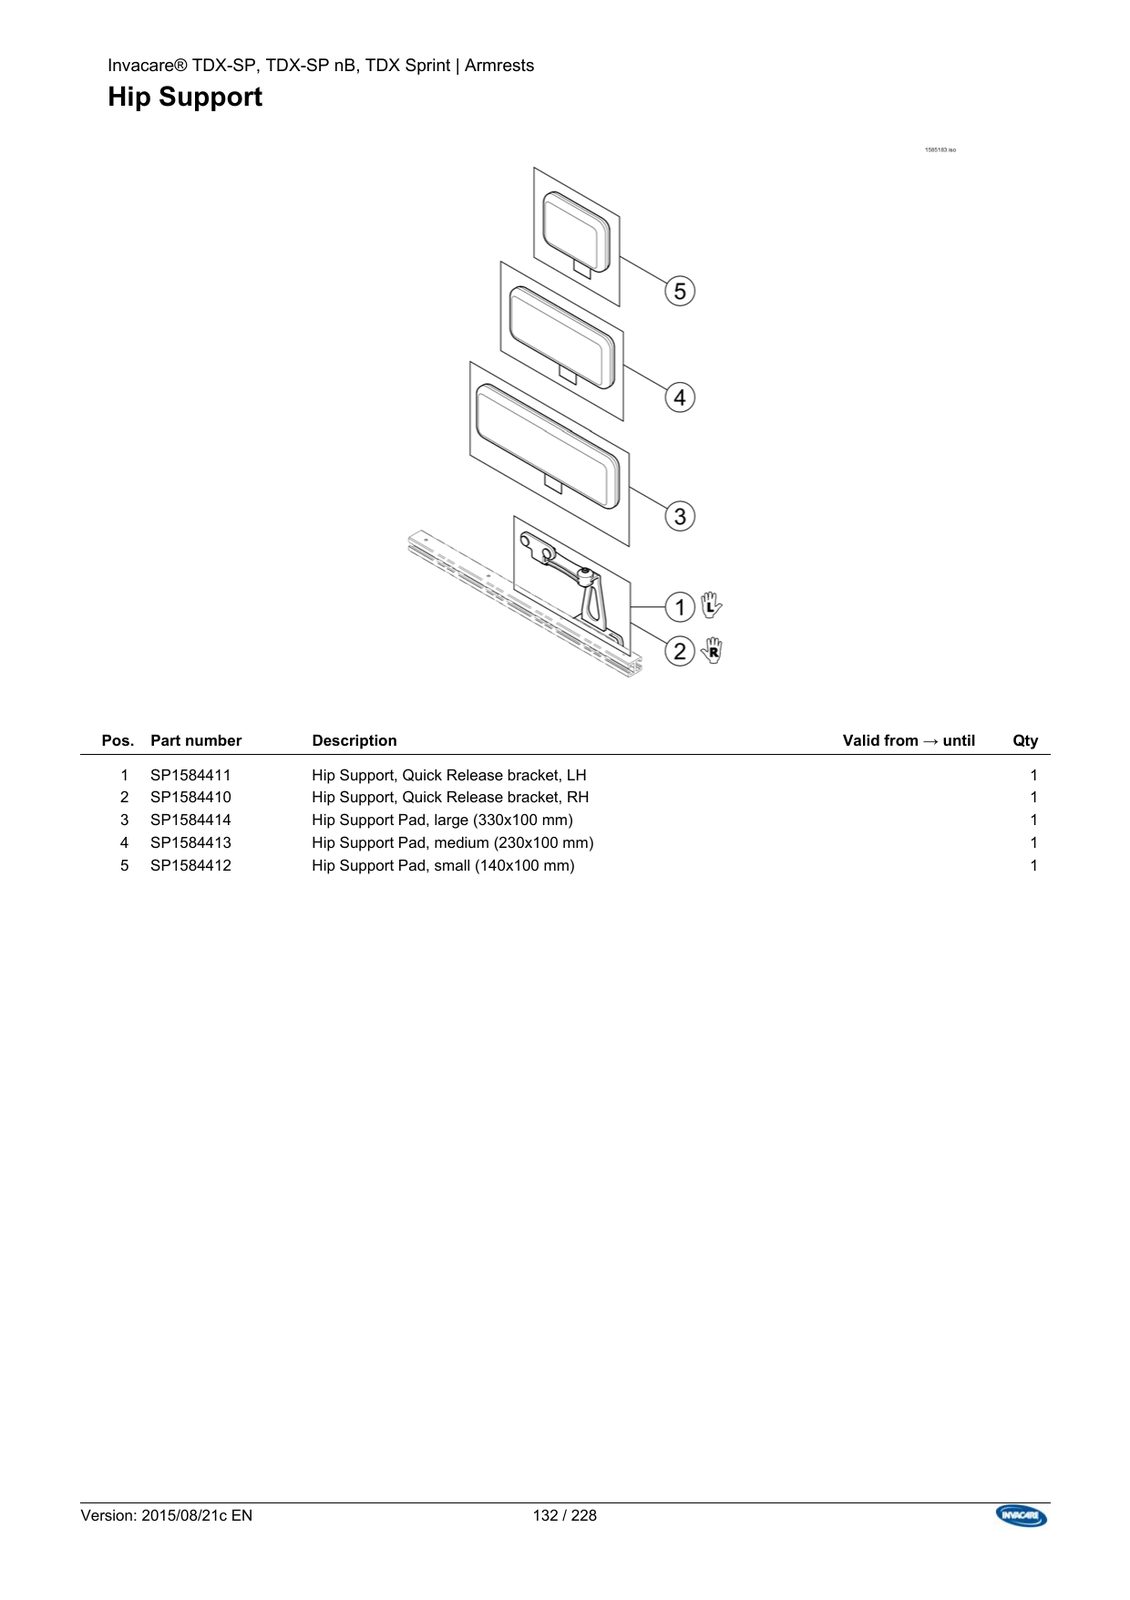 Invacare® TDX-SP, TDX-SP nB, TDX Sprint | Armrests
Hip Support
1585183 iso
5
4
3
1 L
2 R
Pos. Part number Description Valid from → until Qty
1 SP1584411 Hip Support, Quick Release bracket, LH 1
2 SP1584410 Hip Support, Quick Release bracket, RH 1
3 SP1584414 Hip Support Pad, large (330x100 mm) 1
4 SP1584413 Hip Support Pad, medium (230x100 mm) 1
5 SP1584412 Hip Support Pad, small (140x100 mm) 1
Version: 2015/08/21c EN 132 / 228 INVACARE